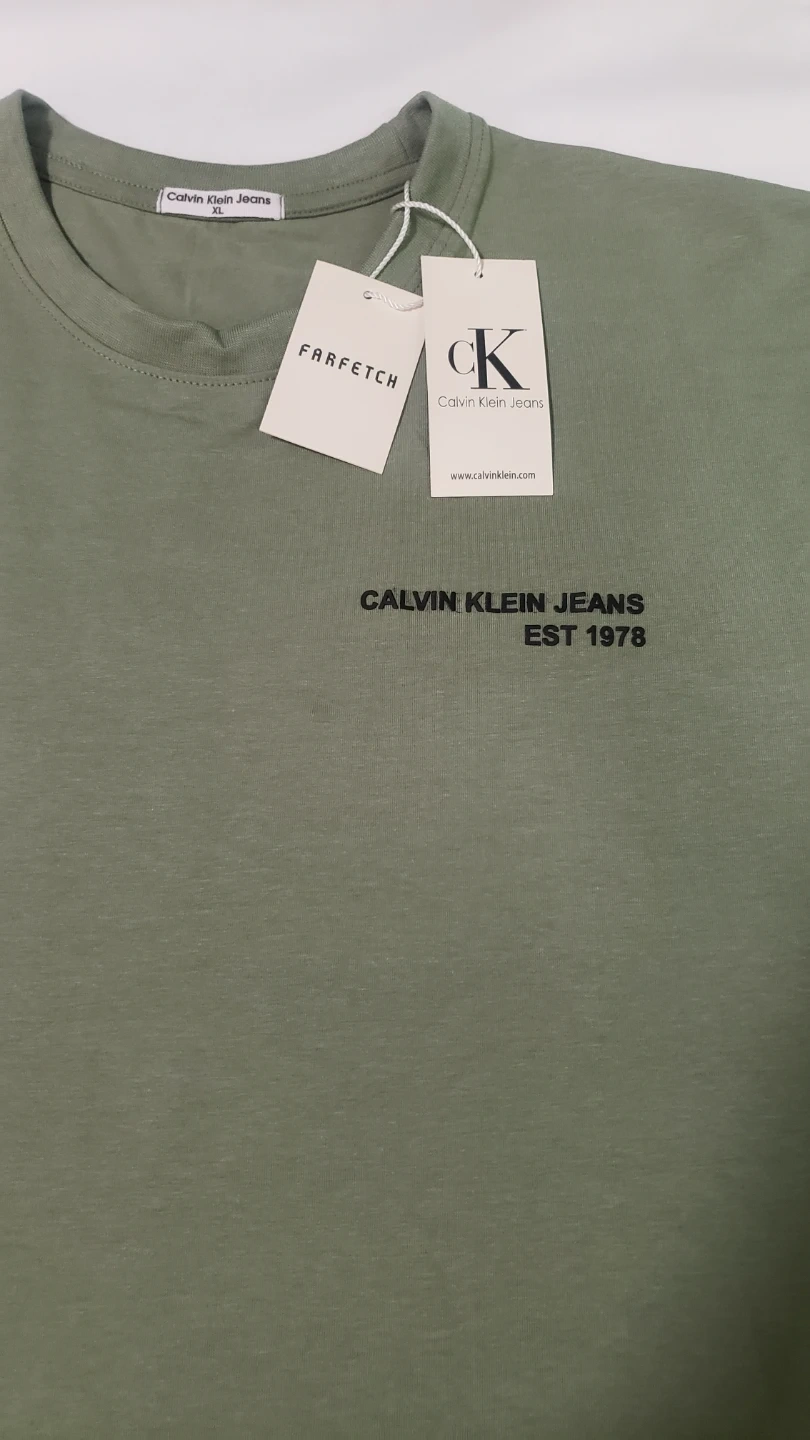 Calvin Klein Jeans
XL
FARFETCH
CK
Calvin Klein Jeans
www.calvinklein.com
CALVIN KLEIN JEANS
EST 1978